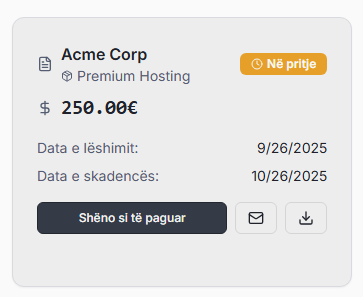 Acme Corp
Në pritje
Premium Hosting
250.00€
Data e lëshimit: 9/26/2025
Data e skadencës: 10/26/2025
Shëno si të paguar